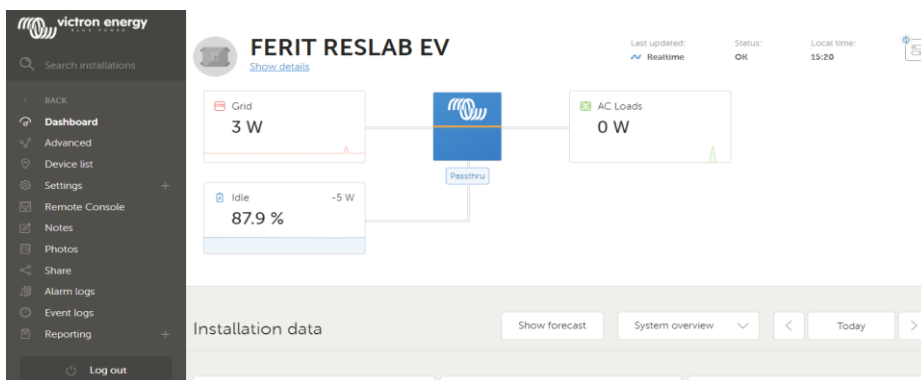 victron energy
BLUE POWER
Search installations
BACK
Dashboard
Advanced
Device list
Settings
Remote Console
Notes
Photos
Share
Alarm logs
Event logs
Reporting
Log out
FERIT RESLAB EV
Show details
Last updated:
Realtime
Status:
OK
Local time:
15:20
Grid
3 W
AC Loads
0 W
Passthru
Idle -5 W
87.9 %
Installation data
Show forecast
System overview
Today